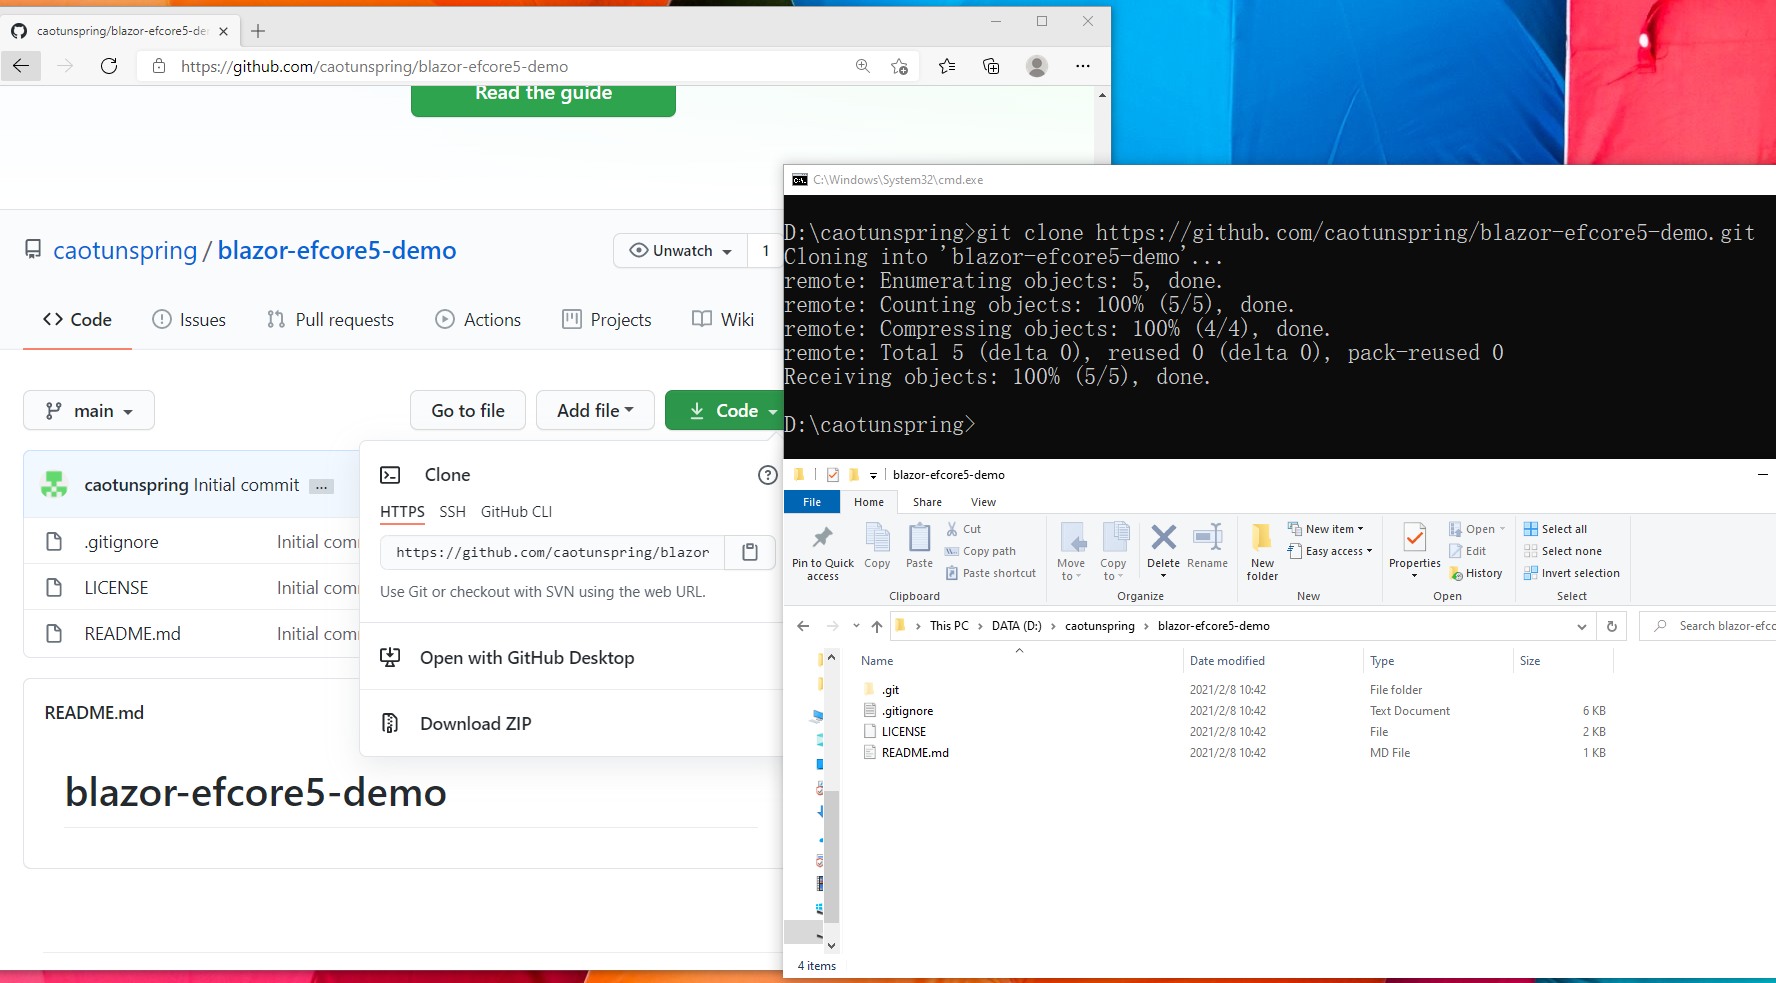 caotunspring/blazor-efcore5-de
https://github.com/caotunspring/blazor-efcore5-demo
Read the guide
caotunspring / blazor-efcore5-demo
Unwatch
1
Code
Issues
Pull requests
Actions
Projects
Wiki
main
Go to file
Add file
Code
caotunspring Initial commit ...
.gitignore
Initial com
LICENSE
Initial com
README.md
Initial com
Clone
HTTPS
SSH
GitHub CLI
https://github.com/caotunspring/blazor
Use Git or checkout with SVN using the web URL.
Open with GitHub Desktop
Download ZIP
README.md
blazor-efcore5-demo
C:\Windows\System32\cmd.exe
D:\caotunspring>git clone https://github.com/caotunspring/blazor-efcore5-demo.git
Cloning into 'blazor-efcore5-demo'...
remote: Enumerating objects: 5, done.
remote: Counting objects: 100% (5/5), done.
remote: Compressing objects: 100% (4/4), done.
remote: Total 5 (delta 0), reused 0 (delta 0), pack-reused 0
Receiving objects: 100% (5/5), done.
D:\caotunspring>
blazor-efcore5-demo
File
Home
Share
View
Pin to Quick
access
Copy
Paste
Cut
Copy path
Paste shortcut
Clipboard
Move
to
Copy
to
Delete
Rename
Organize
New
folder
New item
Easy access
New
Properties
Open
Edit
History
Open
Select all
Select none
Invert selection
Select
This PC > DATA (D:) > caotunspring > blazor-efcore5-demo
Search blazor-efco
Name
Date modified
Type
Size
.git
2021/2/8 10:42
File folder
.gitignore
2021/2/8 10:42
Text Document
6 KB
LICENSE
2021/2/8 10:42
File
2 KB
README.md
2021/2/8 10:42
MD File
1 KB
4 items